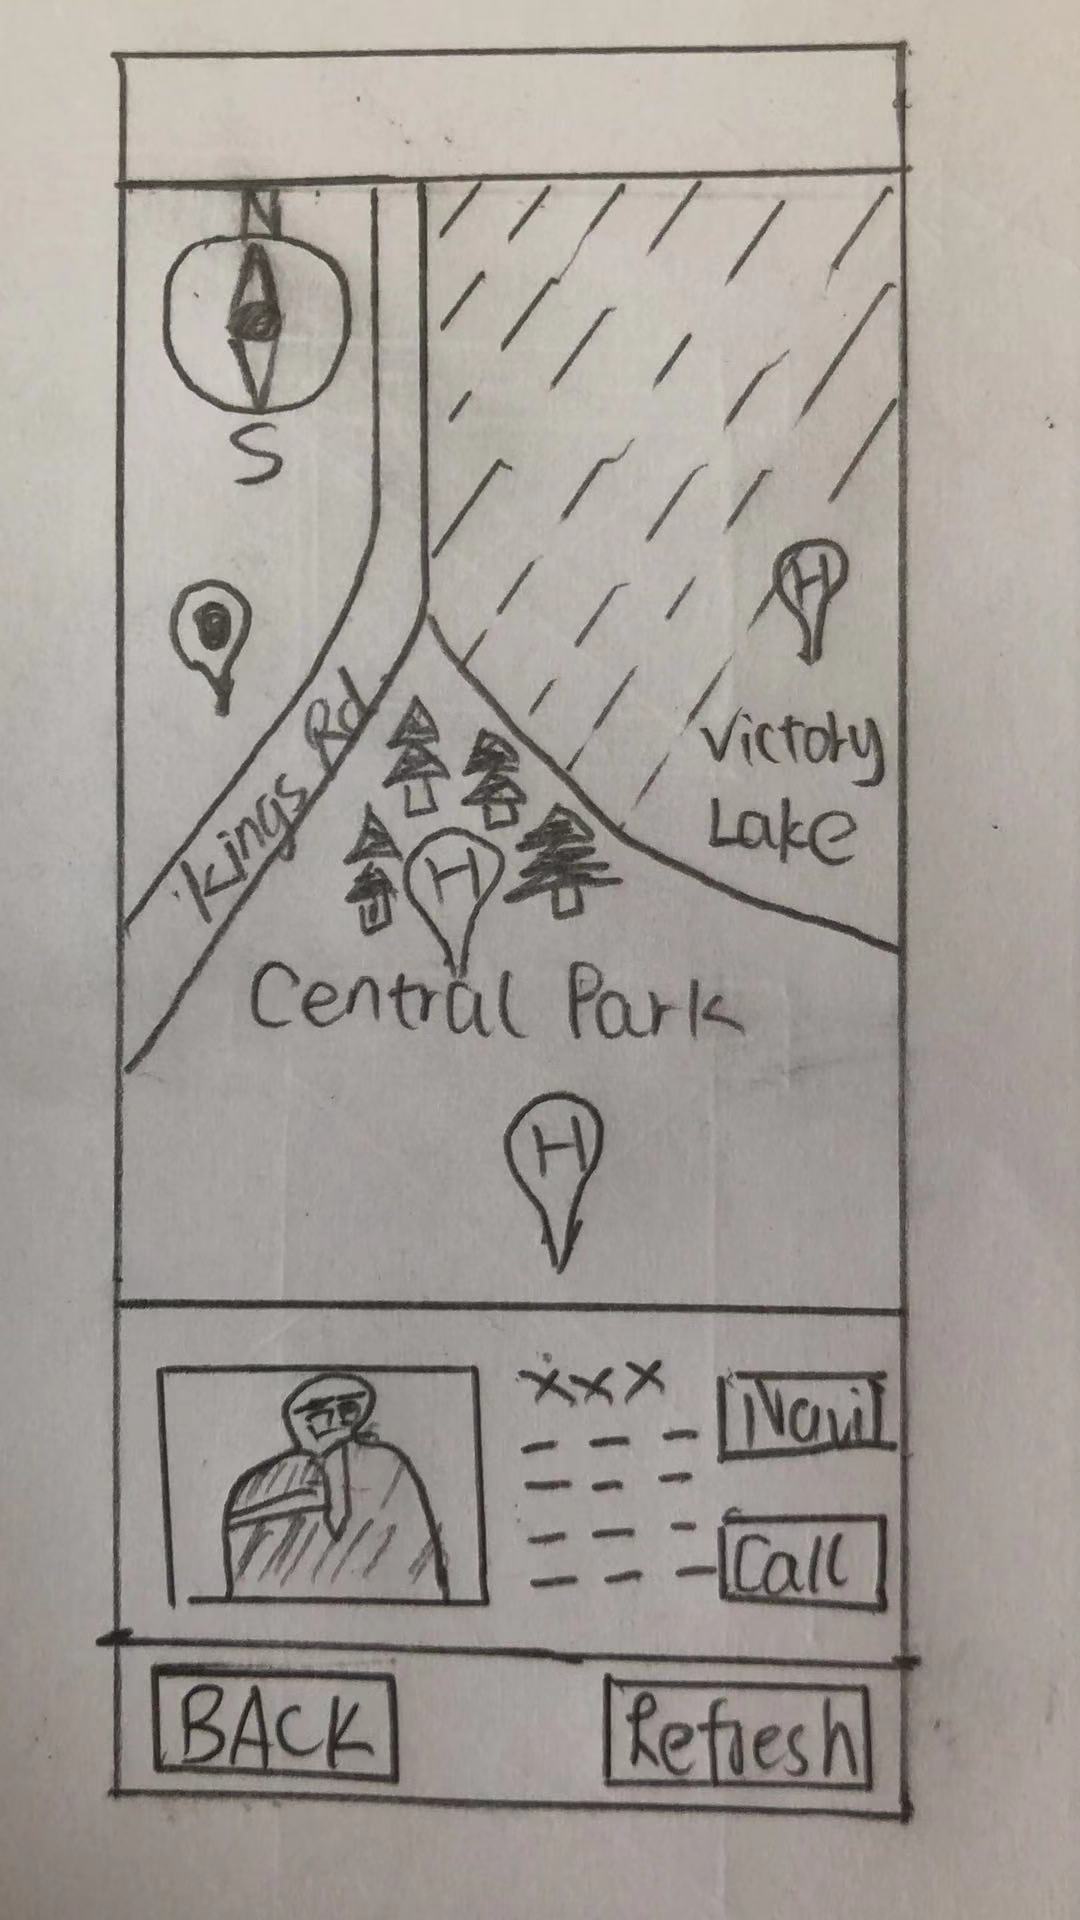 N
S
H
Kings Rd
Victory
Lake
H
Central Park
H
xxx
Navi
Call
BACK
Refresh